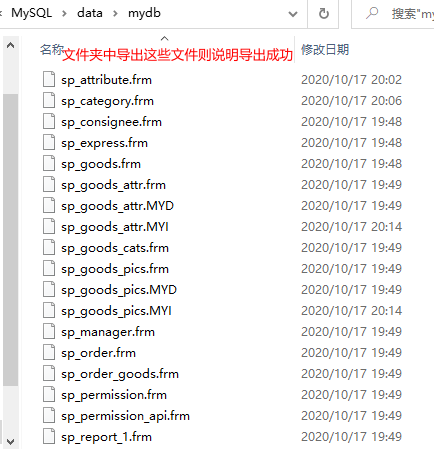 MySQL › data › mydb
搜索"my
名称
文件夹中导出这些文件则说明导出成功
修改日期
sp_attribute.frm 2020/10/17 20:02
sp_category.frm 2020/10/17 20:06
sp_consignee.frm 2020/10/17 19:48
sp_express.frm 2020/10/17 19:48
sp_goods.frm 2020/10/17 19:48
sp_goods_attr.frm 2020/10/17 19:49
sp_goods_attr.MYD 2020/10/17 19:49
sp_goods_attr.MYI 2020/10/17 20:14
sp_goods_cats.frm 2020/10/17 19:49
sp_goods_pics.frm 2020/10/17 19:49
sp_goods_pics.MYD 2020/10/17 19:49
sp_goods_pics.MYI 2020/10/17 20:14
sp_manager.frm 2020/10/17 19:49
sp_order.frm 2020/10/17 19:49
sp_order_goods.frm 2020/10/17 19:49
sp_permission.frm 2020/10/17 19:49
sp_permission_api.frm 2020/10/17 19:49
sp_report_1.frm 2020/10/17 19:49